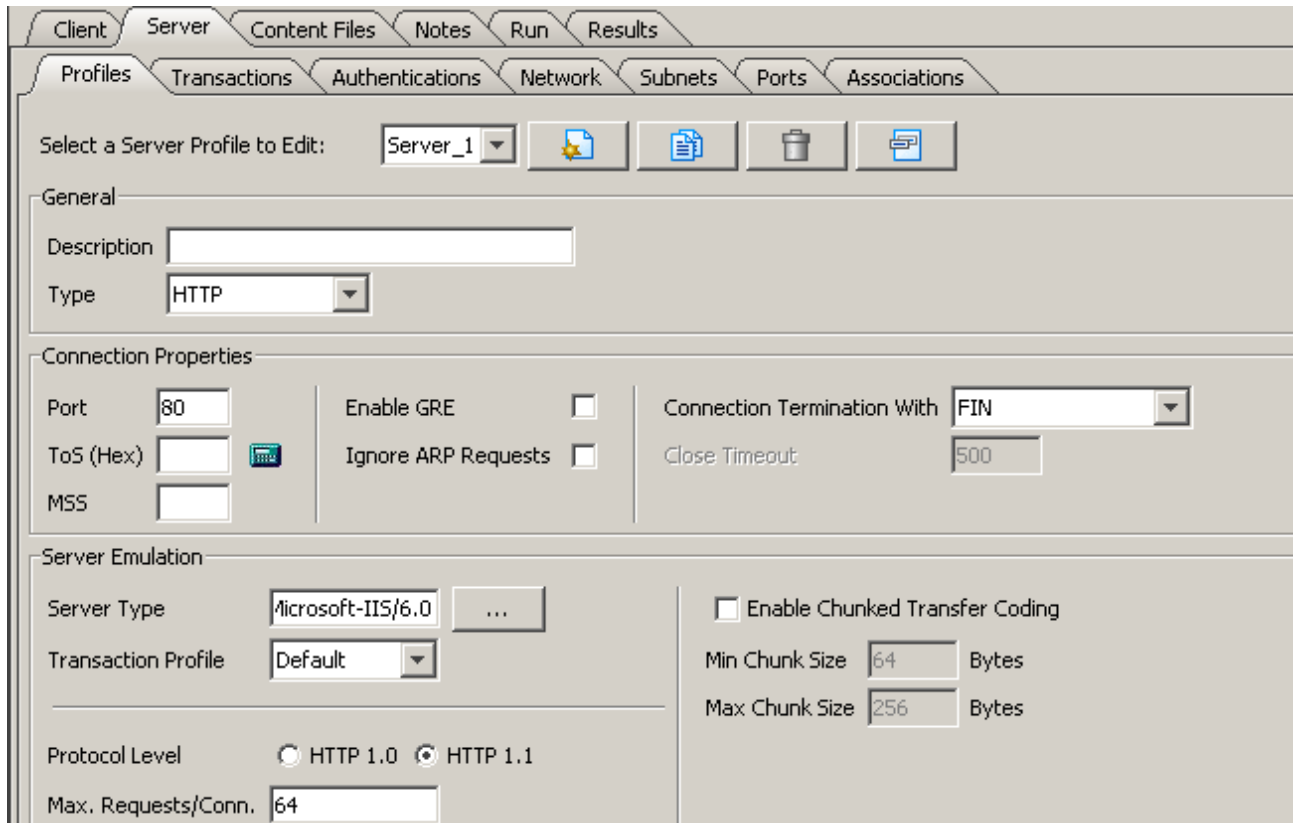 Client Server Content Files Notes Run Results
Profiles Transactions Authentications Network Subnets Ports Associations
Select a Server Profile to Edit: Server_1
General
Description
Type HTTP
Connection Properties
Port 80 Enable GRE Connection Termination With FIN
ToS (Hex) Ignore ARP Requests Close Timeout 500
MSS
Server Emulation
Server Type Microsoft-IIS/6.0 ... Enable Chunked Transfer Coding
Transaction Profile Default Min Chunk Size 64 Bytes
Max Chunk Size 256 Bytes
Protocol Level HTTP 1.0 HTTP 1.1
Max. Requests/Conn. 64